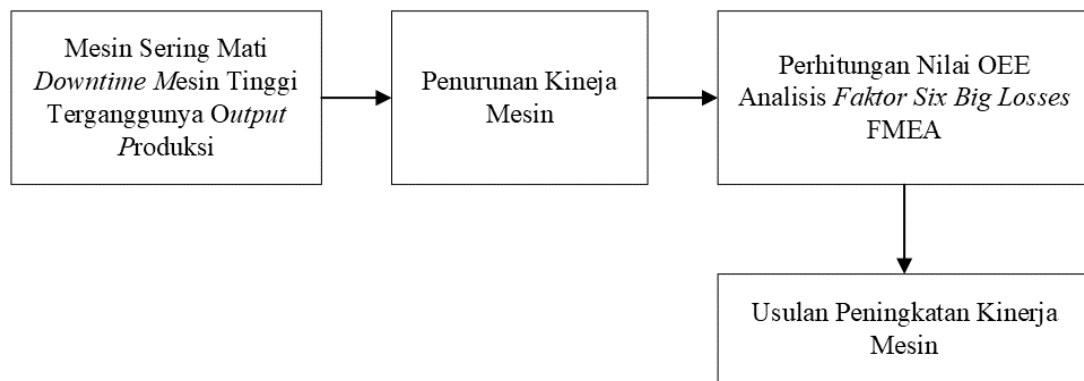 Mesin Sering Mati
Downtime Mesin Tinggi
Terganggunya Output
Produksi
Penurunan Kineja
Mesin
Perhitungan Nilai OEE
Analisis Faktor Six Big Losses
FMEA
Usulan Peningkatan Kinerja
Mesin